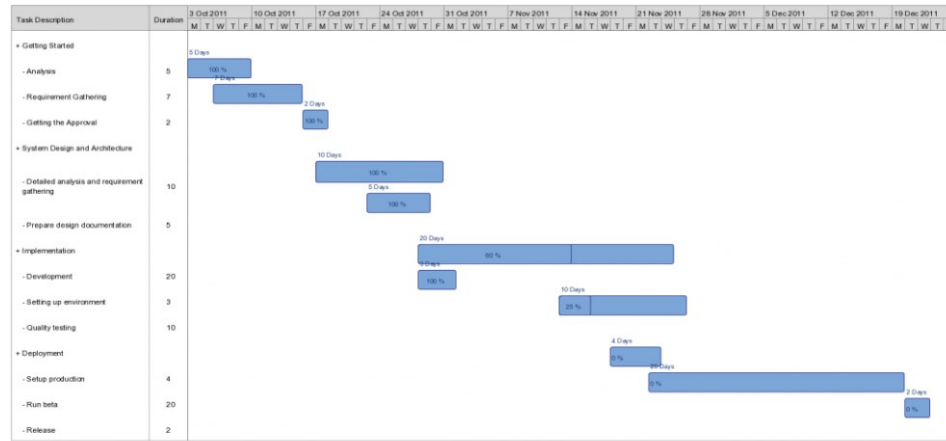 Task Description Duration 3 Oct 2011 10 Oct 2011 17 Oct 2011 24 Oct 2011 31 Oct 2011 7 Nov 2011 14 Nov 2011 21 Nov 2011 28 Nov 2011 5 Dec 2011 12 Dec 2011 19 Dec 2011
M T W T F M T W T F M T W T F M T W T F M T W T F M T W T F M T W T F M T W T F M T W T F M T W T F M T W T F M T W T
+ Getting Started
5 Days
- Analysis 5 100 %
7 Days
- Requirement Gathering 7 100 %
2 Days
- Getting the Approval 2 100 %
+ System Design and Architecture
10 Days
100 %
- Detailed analysis and requirement
gathering 10
5 Days
100 %
- Prepare design documentation 5
20 Days
+ Implementation 60 %
- Development 20 100 %
10 Days
- Setting up environment 3 25 %
- Quality testing 10
4 Days
+ Deployment 0 %
20 Days
- Setup production 4 0 %
2 Days
- Run beta 20 0 %
- Release 2